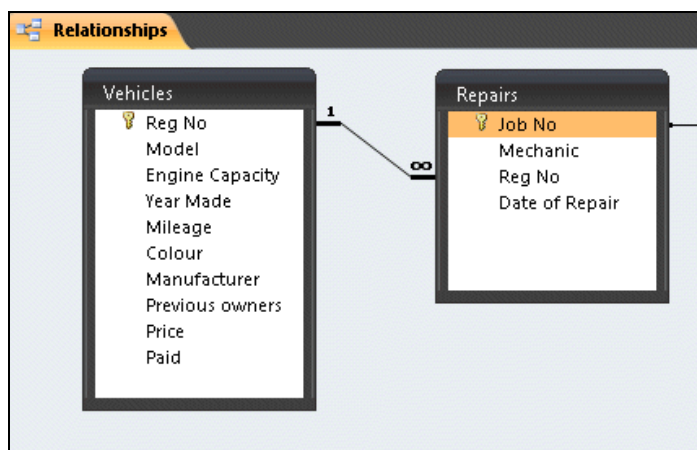 Relationships
Vehicles
Reg No
Model
Engine Capacity
Year Made
Mileage
Colour
Manufacturer
Previous owners
Price
Paid
1
∞
Repairs
Job No
Mechanic
Reg No
Date of Repair